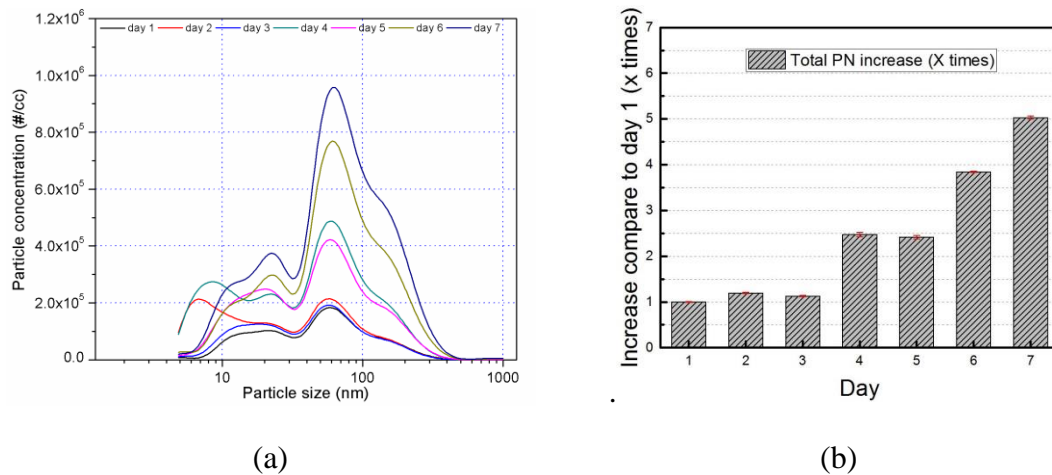 day 1 day 2 day 3 day 4 day 5 day 6 day 7
1.2x10⁶
1.0x10⁶
8.0x10⁵
6.0x10⁵
4.0x10⁵
2.0x10⁵
0.0
Particle concentration (#/cc)
10 100 1000
Particle size (nm)
(a)
Total PN increase (X times)
7
6
5
4
3
2
1
0
Increase compare to day 1 (x times)
1 2 3 4 5 6 7
Day
.
(b)